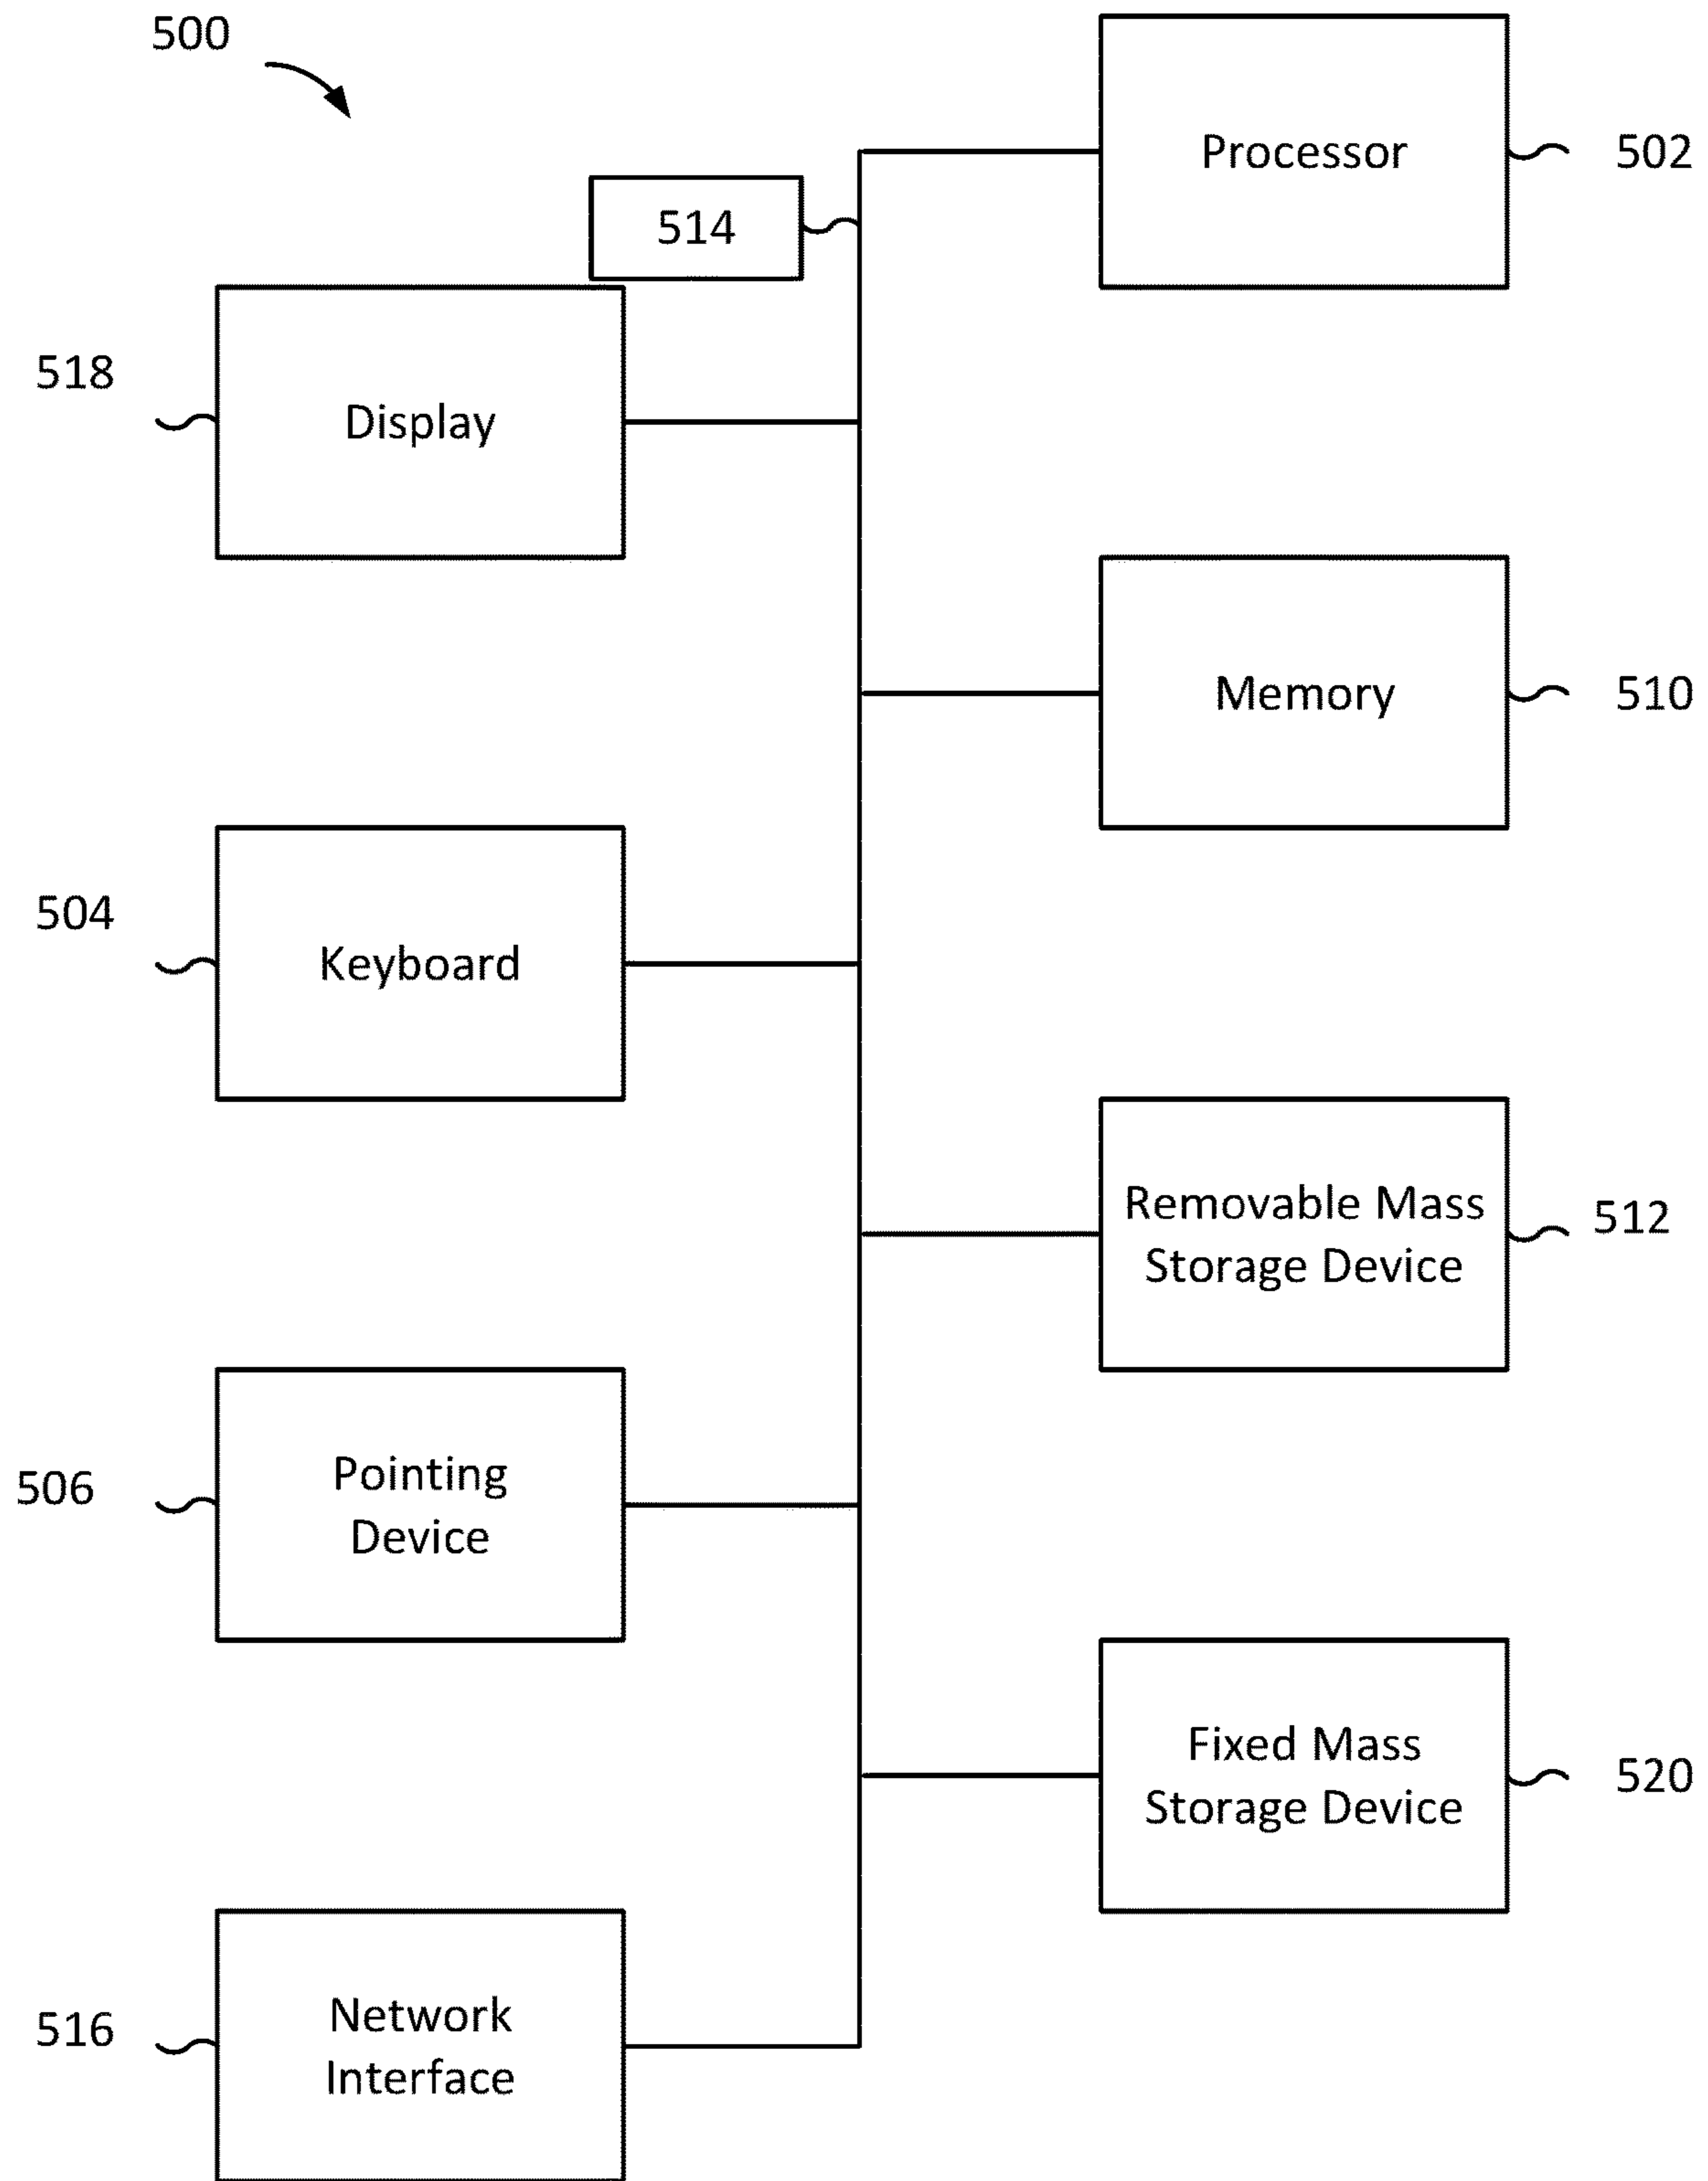 500
Processor
502
514
518
Display
Memory
510
504
Keyboard
Removable Mass
Storage Device
512
506
Pointing
Device
Fixed Mass
Storage Device
520
516
Network
Interface